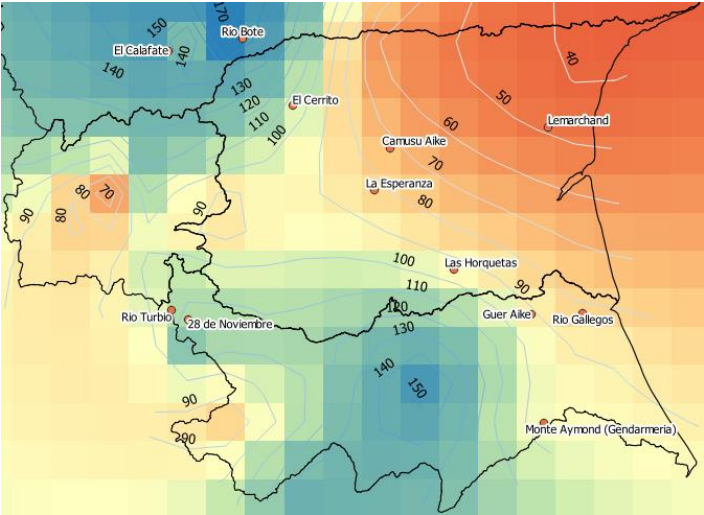 170
150
Rio Bote
El Calafate
140
140
130
120
El Cerrito
110
100
40
50
60
Lemarchand
Camusu Aike
70
La Esperanza
80
80
70
90
80
90
100
Las Horquetas
110
90
120
Rio Turbio
28 de Noviembre
130
Guer Aike
Rio Gallegos
140
150
90
290
Monte Aymond (Gendarmeria)